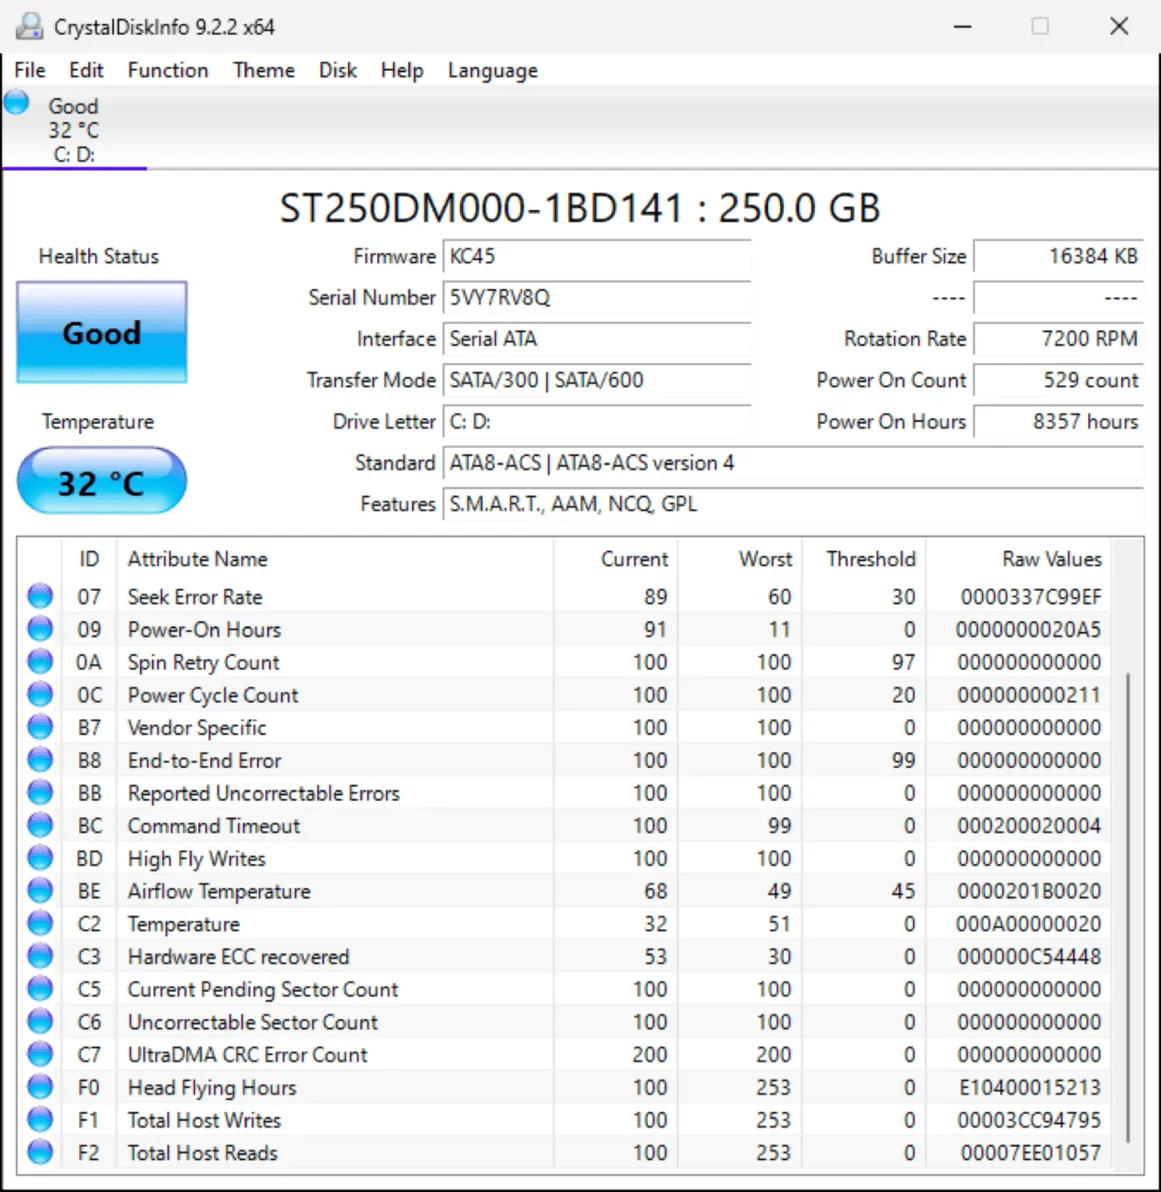 CrystalDiskInfo 9.2.2 x64
File Edit Function Theme Disk Help Language
Good
32 °C
C: D:
ST250DM000-1BD141 : 250.0 GB
Health Status
Good
Temperature
32 °C
Firmware KC45 Buffer Size 16384 KB
Serial Number 5VY7RV8Q ---- ----
Interface Serial ATA Rotation Rate 7200 RPM
Transfer Mode SATA/300 | SATA/600 Power On Count 529 count
Drive Letter C: D: Power On Hours 8357 hours
Standard ATA8-ACS | ATA8-ACS version 4
Features S.M.A.R.T., AAM, NCQ, GPL
ID Attribute Name Current Worst Threshold Raw Values
07 Seek Error Rate 89 60 30 0000337C99EF
09 Power-On Hours 91 11 0 0000000020A5
0A Spin Retry Count 100 100 97 000000000000
0C Power Cycle Count 100 100 20 000000000211
B7 Vendor Specific 100 100 0 000000000000
B8 End-to-End Error 100 100 99 000000000000
BB Reported Uncorrectable Errors 100 100 0 000000000000
BC Command Timeout 100 99 0 000200020004
BD High Fly Writes 100 100 0 000000000000
BE Airflow Temperature 68 49 45 0000201B0020
C2 Temperature 32 51 0 000A00000020
C3 Hardware ECC recovered 53 30 0 000000C54448
C5 Current Pending Sector Count 100 100 0 000000000000
C6 Uncorrectable Sector Count 100 100 0 000000000000
C7 UltraDMA CRC Error Count 200 200 0 000000000000
F0 Head Flying Hours 100 253 0 E10400015213
F1 Total Host Writes 100 253 0 00003CC94795
F2 Total Host Reads 100 253 0 00007EE01057